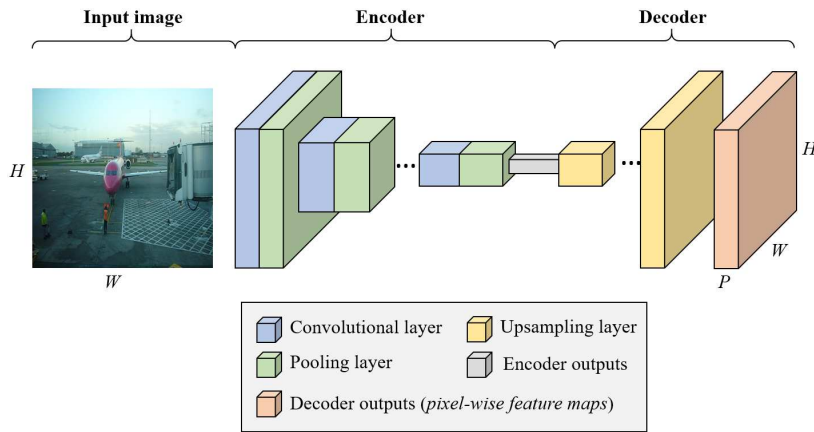 Input image Encoder Decoder
H
H
W
W
P
...
...
Convolutional layer Upsampling layer
Pooling layer Encoder outputs
Decoder outputs (pixel-wise feature maps)